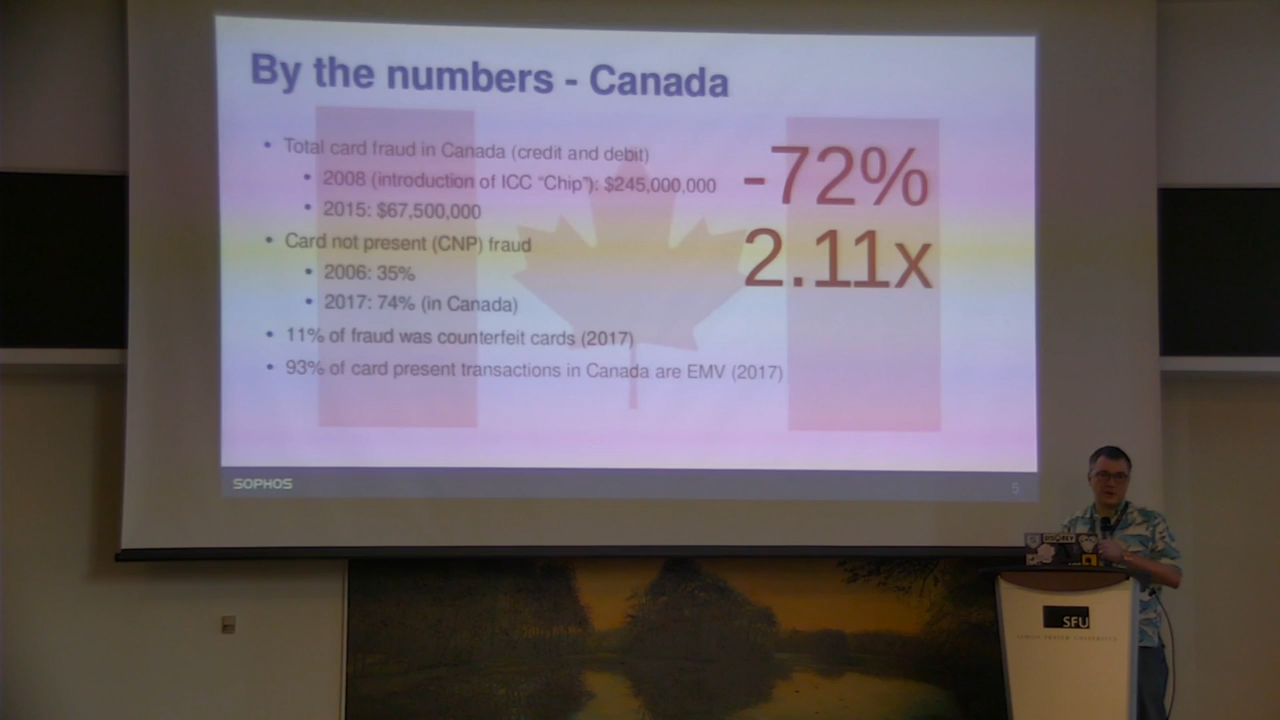 By the numbers - Canada
• Total card fraud in Canada (credit and debit)
• 2008 (introduction of ICC "Chip"): $245,000.000
• 2015: $67,500,000
-72%
• Card not present (CNP) fraud
• 2006: 35%
• 2017: 74% (in Canada)
2.11x
• 11% of fraud was counterfeit cards (2017)
• 93% of card present transactions in Canada are EMV (2017)
SOPHOS
5
SFU
SIMON FRASER UNIVERSITY